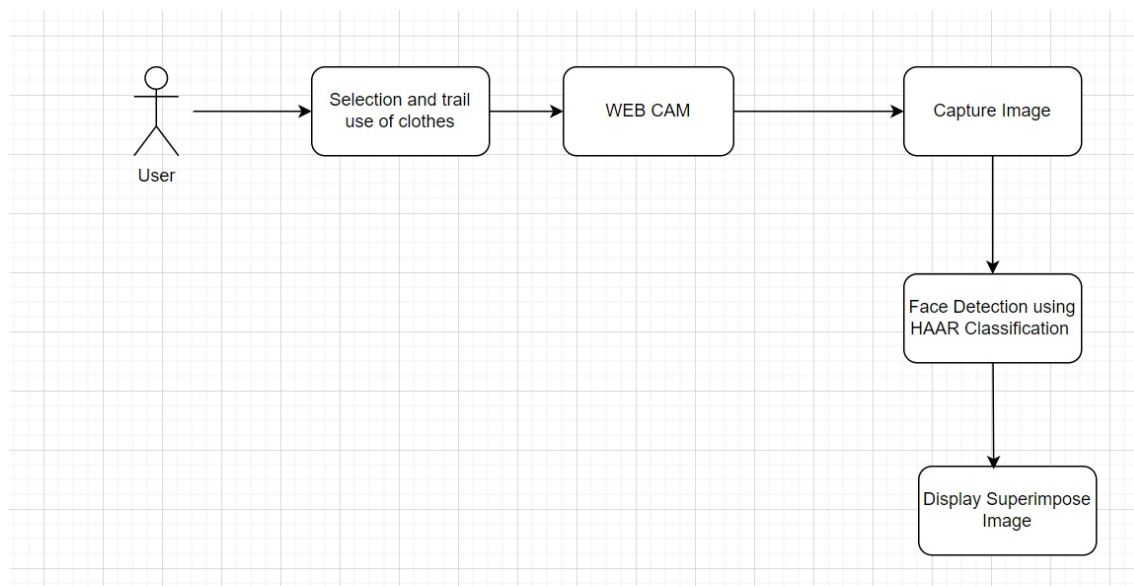 Selection and trail
use of clothes
WEB CAM
Capture Image
User
Face Detection using
HAAR Classification
Display Superimpose
Image